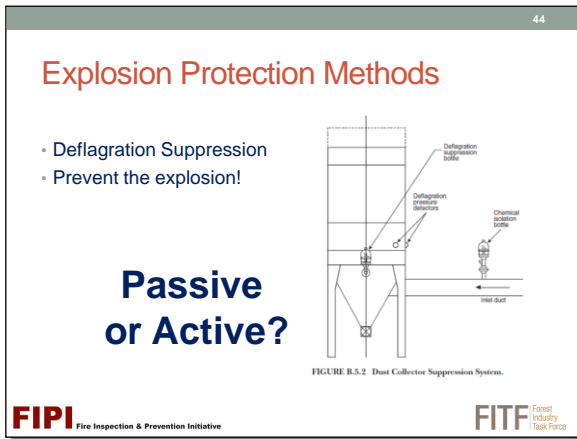 44
Explosion Protection Methods
• Deflagration Suppression
• Prevent the explosion!
Passive
or Active?
Deflagration
suppression
bottle
Deflagration
pressure
detectors
Chemical
isolation
bottle
Inlet duct
FIGURE B.5.2 Dust Collector Suppression System.
FIPI Fire Inspection & Prevention Initiative
FITF Forest
Industry
Task Force